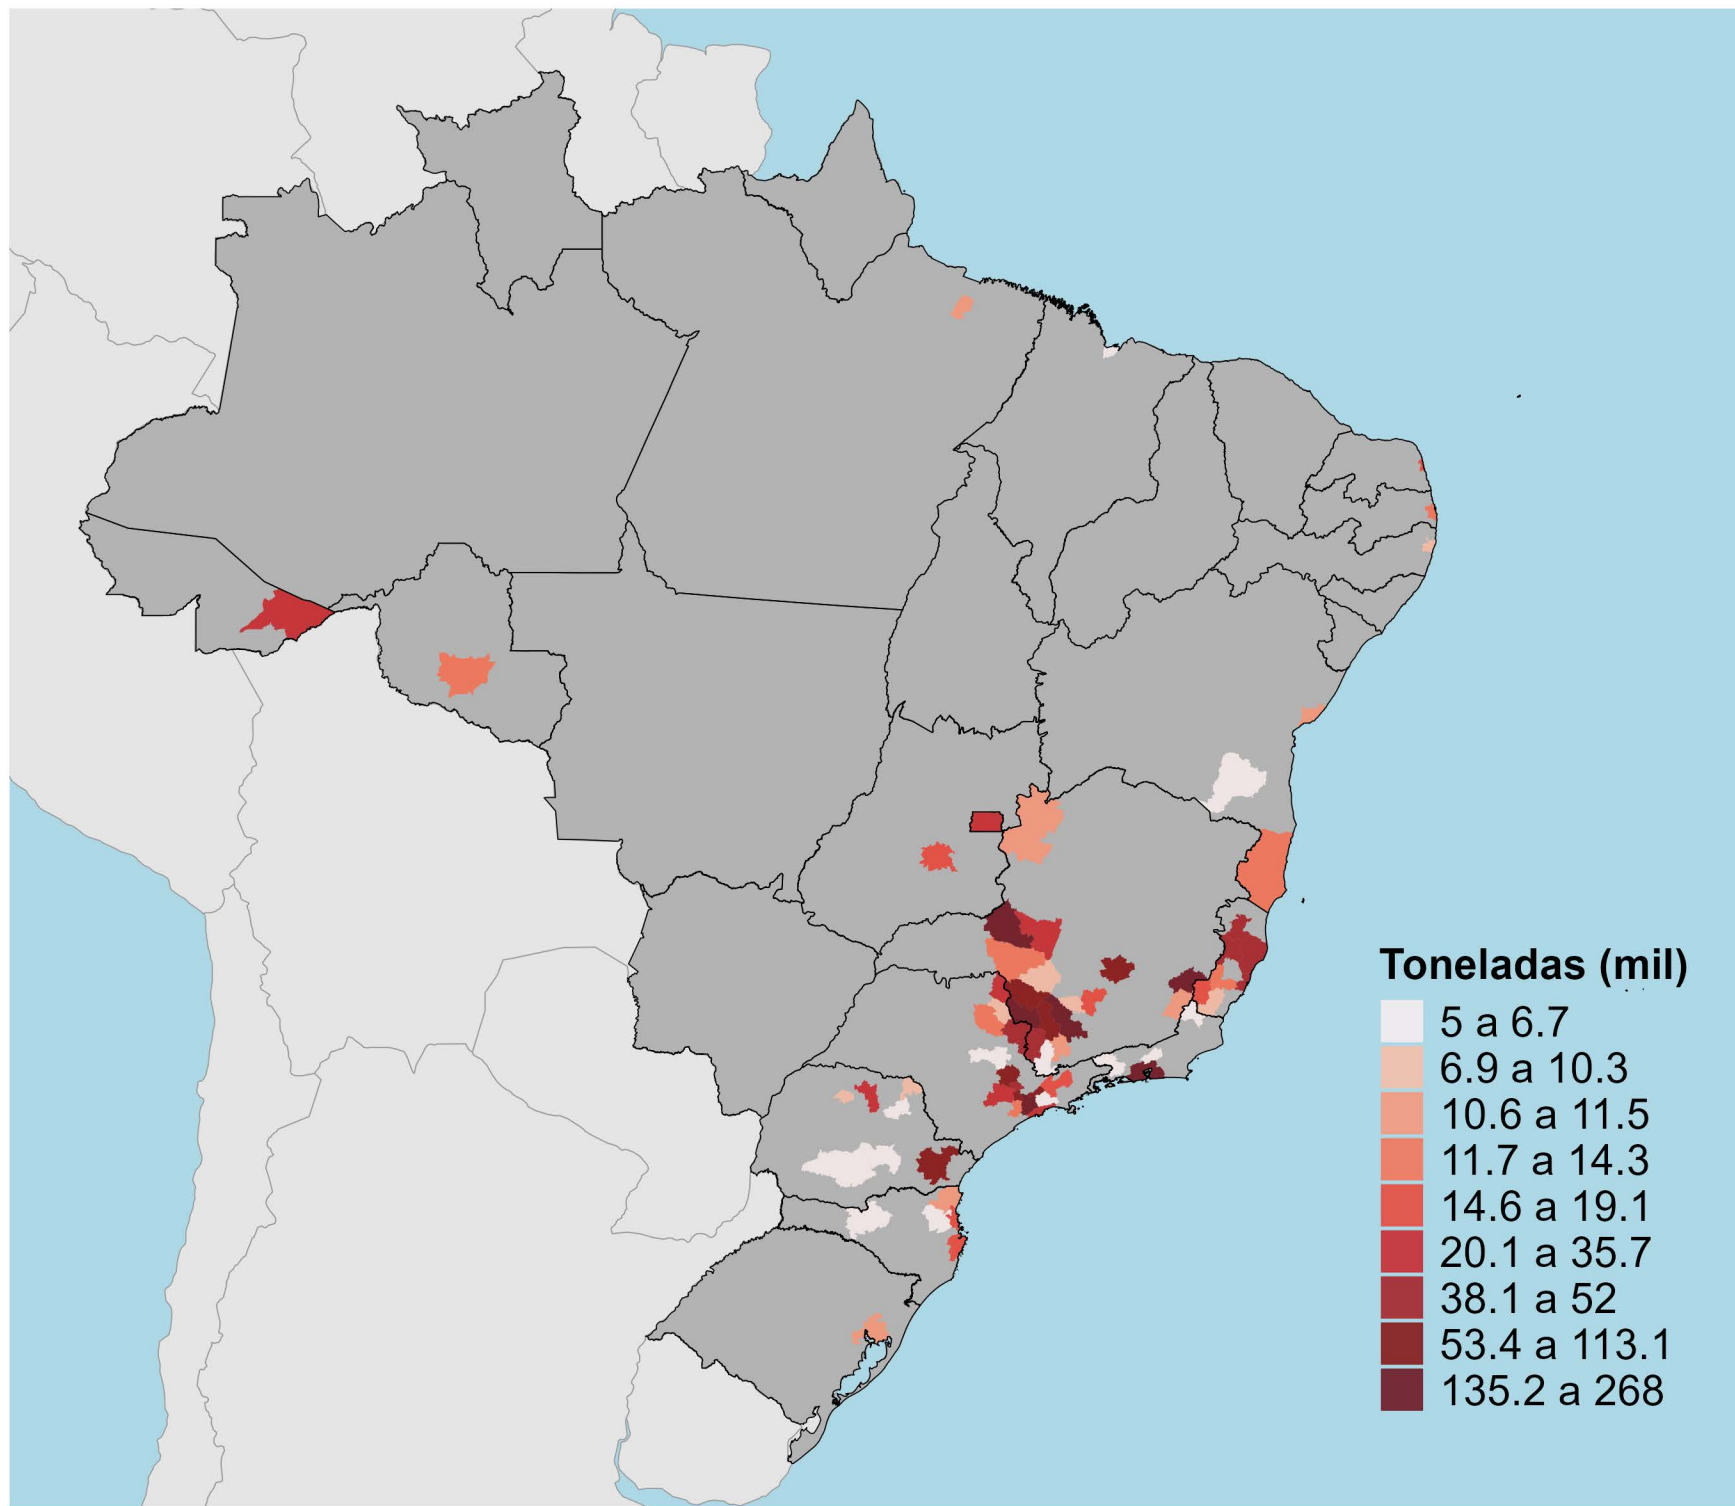 Toneladas (mil)
5 a 6.7
6.9 a 10.3
10.6 a 11.5
11.7 a 14.3
14.6 a 19.1
20.1 a 35.7
38.1 a 52
53.4 a 113.1
135.2 a 268